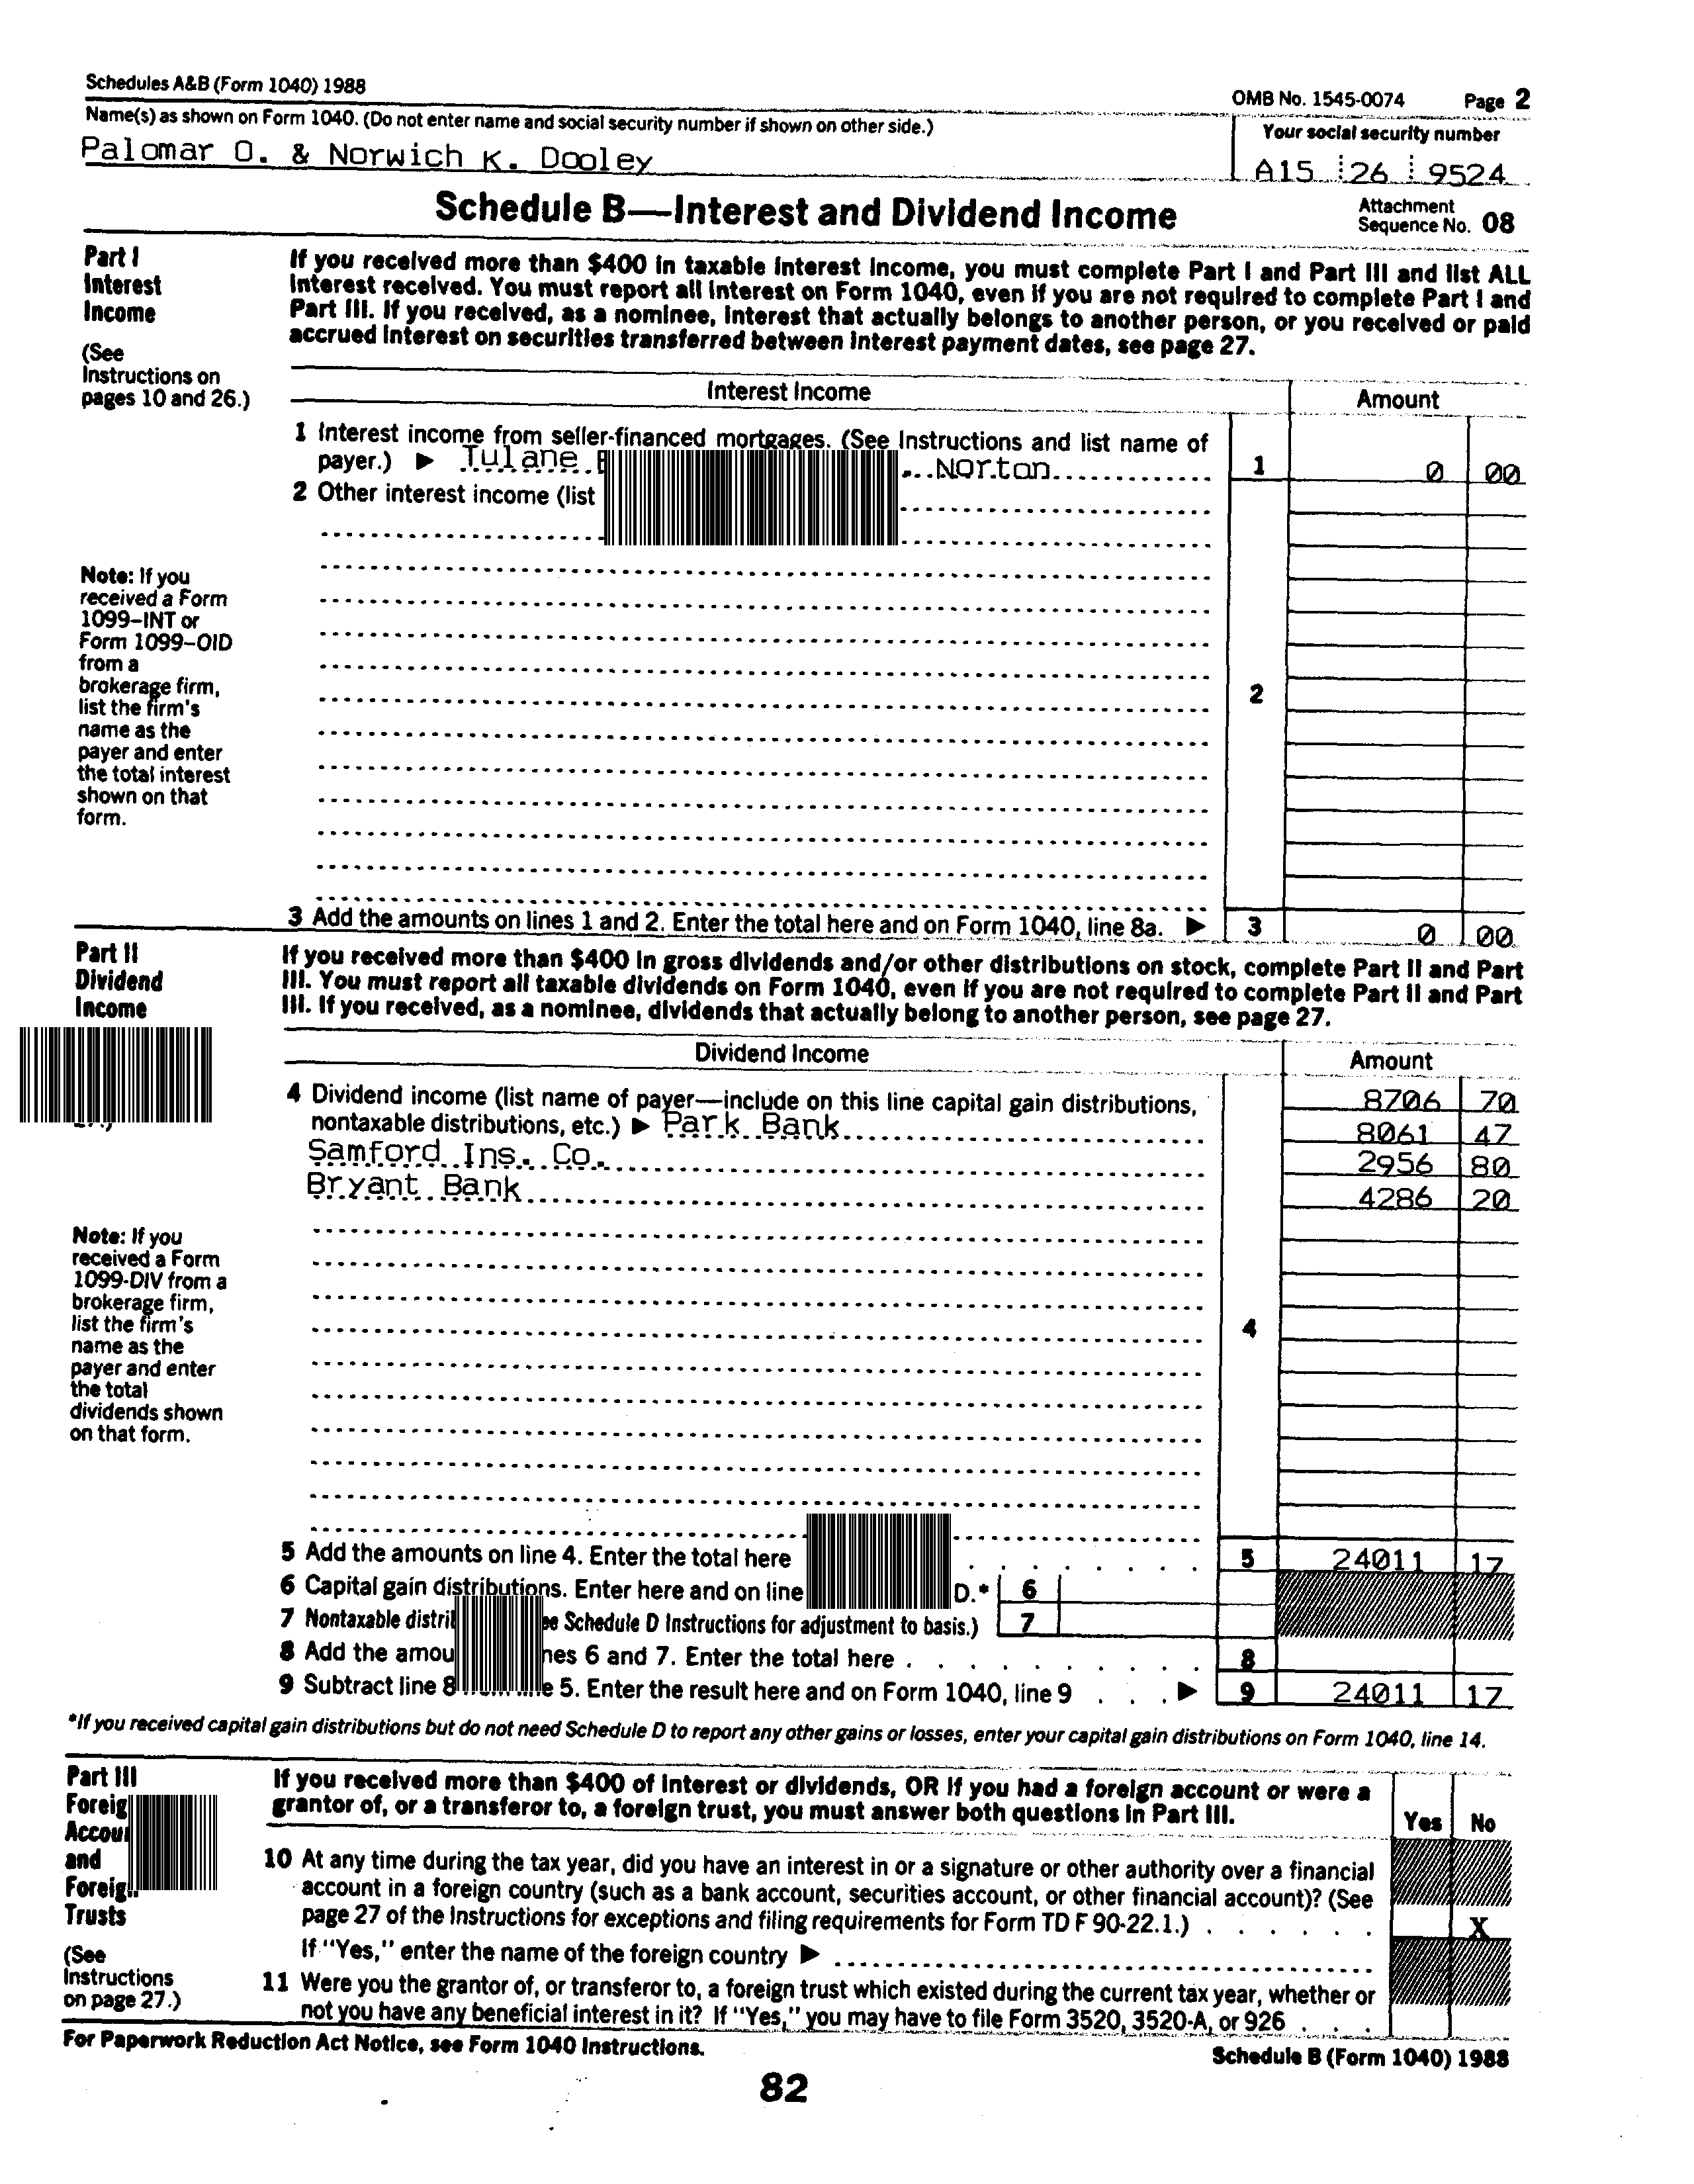 Schedules A&B (Form 1040) 1988
OMB No. 1545-0074 Page 2
Name(s) as shown on Form 1040. (Do not enter name and social security number if shown on other side.)
Your social security number
Palomar O. & Norwich K. Dooley
A15 26 9524
Schedule B—Interest and Dividend Income
Attachment
Sequence No. 08
Part I
Interest
Income
(See
Instructions on
pages 10 and 26.)
If you received more than $400 in taxable interest income, you must complete Part I and Part III and list ALL
interest received. You must report all interest on Form 1040, even if you are not required to complete Part I and
Part III. If you received, as a nominee, interest that actually belongs to another person, or you received or paid
accrued interest on securities transferred between interest payment dates, see page 27.
Interest Income
Amount
1 Interest income from seller-financed mortgages. (See Instructions and list name of
payer.) ▶ Tulane Norton 1 0 00
2 Other interest income (list
2
Note: If you
received a Form
1099–INT or
Form 1099–OID
from a
brokerage firm,
list the firm's
name as the
payer and enter
the total interest
shown on that
form.
3 Add the amounts on lines 1 and 2. Enter the total here and on Form 1040, line 8a. ▶ 3 0 00
Part II
Dividend
Income
If you received more than $400 in gross dividends and/or other distributions on stock, complete Part II and Part
III. You must report all taxable dividends on Form 1040, even if you are not required to complete Part II and Part
III. If you received, as a nominee, dividends that actually belong to another person, see page 27.
Dividend Income
Amount
4 Dividend income (list name of payer—include on this line capital gain distributions, 8706 70
nontaxable distributions, etc.) ▶ Park Bank 8061 47
Samford Ins. Co. 2956 80
Bryant Bank 4286 20
4
Note: If you
received a Form
1099-DIV from a
brokerage firm,
list the firm's
name as the
payer and enter
the total
dividends shown
on that form.
5 Add the amounts on line 4. Enter the total here 5 24011 17
6 Capital gain distributions. Enter here and on line D.* 6
7 Nontaxable Schedule D Instructions for adjustment to basis.) 7
8 Add the 6 and 7. Enter the total here 8
9 Subtract line 8 5. Enter the result here and on Form 1040, line 9 ▶ 9 24011 17
*If you received capital gain distributions but do not need Schedule D to report any other gains or losses, enter your capital gain distributions on Form 1040, line 14.
Part III
and
Trusts
(See
Instructions
on page 27.)
If you received more than $400 of interest or dividends, OR if you had a foreign account or were a
grantor of, or a transferor to, a foreign trust, you must answer both questions in Part III.
Yes No
10 At any time during the tax year, did you have an interest in or a signature or other authority over a financial
account in a foreign country (such as a bank account, securities account, or other financial account)? (See
page 27 of the Instructions for exceptions and filing requirements for Form TD F 90-22.1.) X
If "Yes," enter the name of the foreign country ▶
11 Were you the grantor of, or transferor to, a foreign trust which existed during the current tax year, whether or
not you have any beneficial interest in it? If "Yes," you may have to file Form 3520, 3520-A, or 926
For Paperwork Reduction Act Notice, see Form 1040 Instructions.
Schedule B (Form 1040) 1988
82